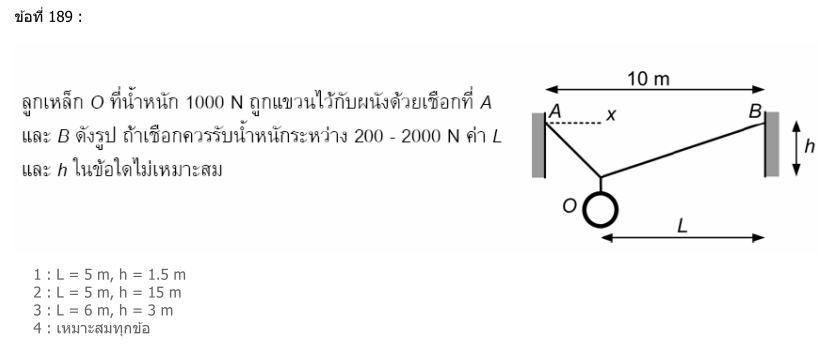 ข้อที่ 189 :
ลูกเหล็ก O ที่น้ำหนัก 1000 N ถูกแขวนไว้กับผนังด้วยเชือกที่ A
และ B ดังรูป ถ้าเชือกควรรับน้ำหนักระหว่าง 200 - 2000 N ค่า L
และ h ในข้อใดไม่เหมาะสม
10 m
A
x
B
h
O
L
1 : L = 5 m, h = 1.5 m
2 : L = 5 m, h = 15 m
3 : L = 6 m, h = 3 m
4 : เหมาะสมทุกข้อ